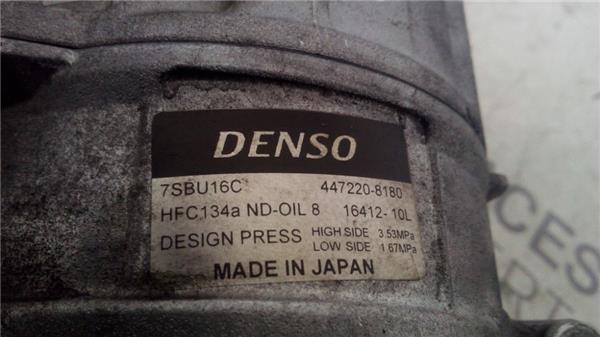 DENSO
7SBU16C 447220-8180
HFC134a ND-OIL 8 16412-10L
DESIGN PRESS HIGH SIDE 3.53MPa
LOW SIDE 1.67MPa
MADE IN JAPAN